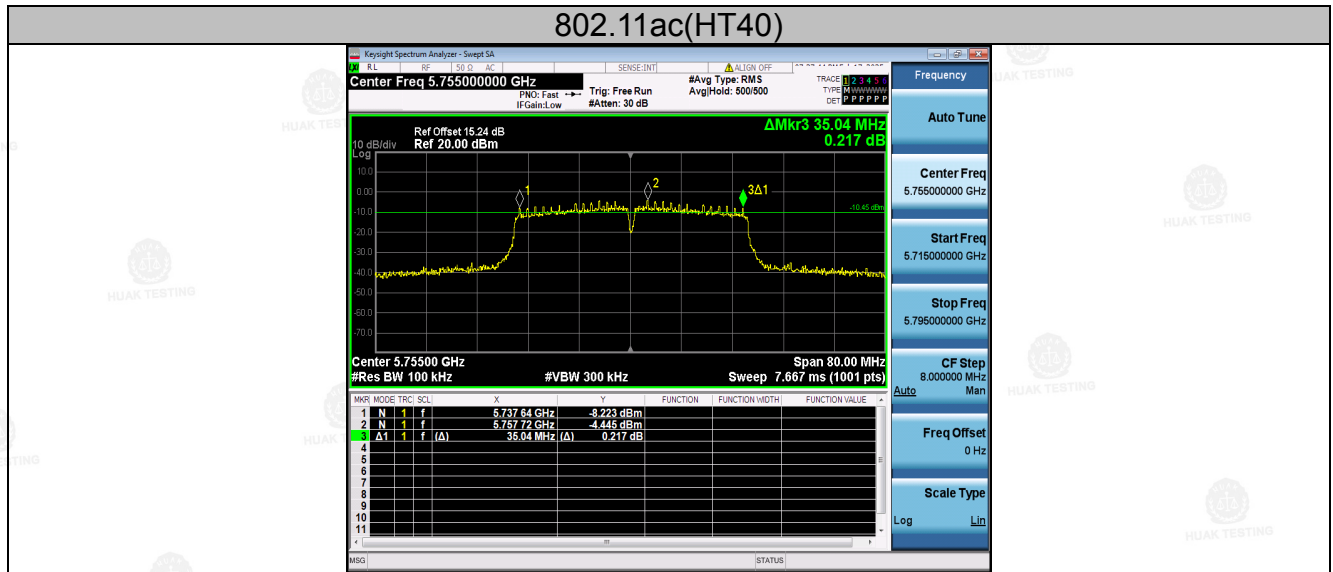 802.11ac(HT40)
Keysight Spectrum Analyzer - Swept SA
RL RF 50 Ω AC SENSE:INT ALIGN OFF
Center Freq 5.755000000 GHz
PNO: Fast
IFGain:Low
Trig: Free Run
#Atten: 30 dB
#Avg Type: RMS
Avg|Hold: 500/500
TRACE 1 2 3 4 5 6
TYPE M W W W W W
DET P P P P P P
ΔMkr3 35.04 MHz
0.217 dB
Ref Offset 15.24 dB
10 dB/div Ref 20.00 dBm
Log
10.0
0.00
-10.0
-20.0
-30.0
-40.0
-50.0
-60.0
-70.0
1
2
3Δ1
-10.45 dBm
Center 5.75500 GHz Span 80.00 MHz
#Res BW 100 kHz #VBW 300 kHz Sweep 7.667 ms (1001 pts)
MKR MODE TRC SCL X Y FUNCTION FUNCTION WIDTH FUNCTION VALUE
1 N 1 f 5.737 64 GHz -8.223 dBm
2 N 1 f 5.757 72 GHz -4.445 dBm
3 Δ1 1 f (Δ) 35.04 MHz (Δ) 0.217 dB
4
5
6
7
8
9
10
11
MSG STATUS
Frequency
Auto Tune
Center Freq
5.755000000 GHz
Start Freq
5.715000000 GHz
Stop Freq
5.795000000 GHz
CF Step
8.000000 MHz
Auto Man
Freq Offset
0 Hz
Scale Type
Log Lin
HUAK TESTING
HUAK TESTING
HUAK TESTING
HUAK TESTING